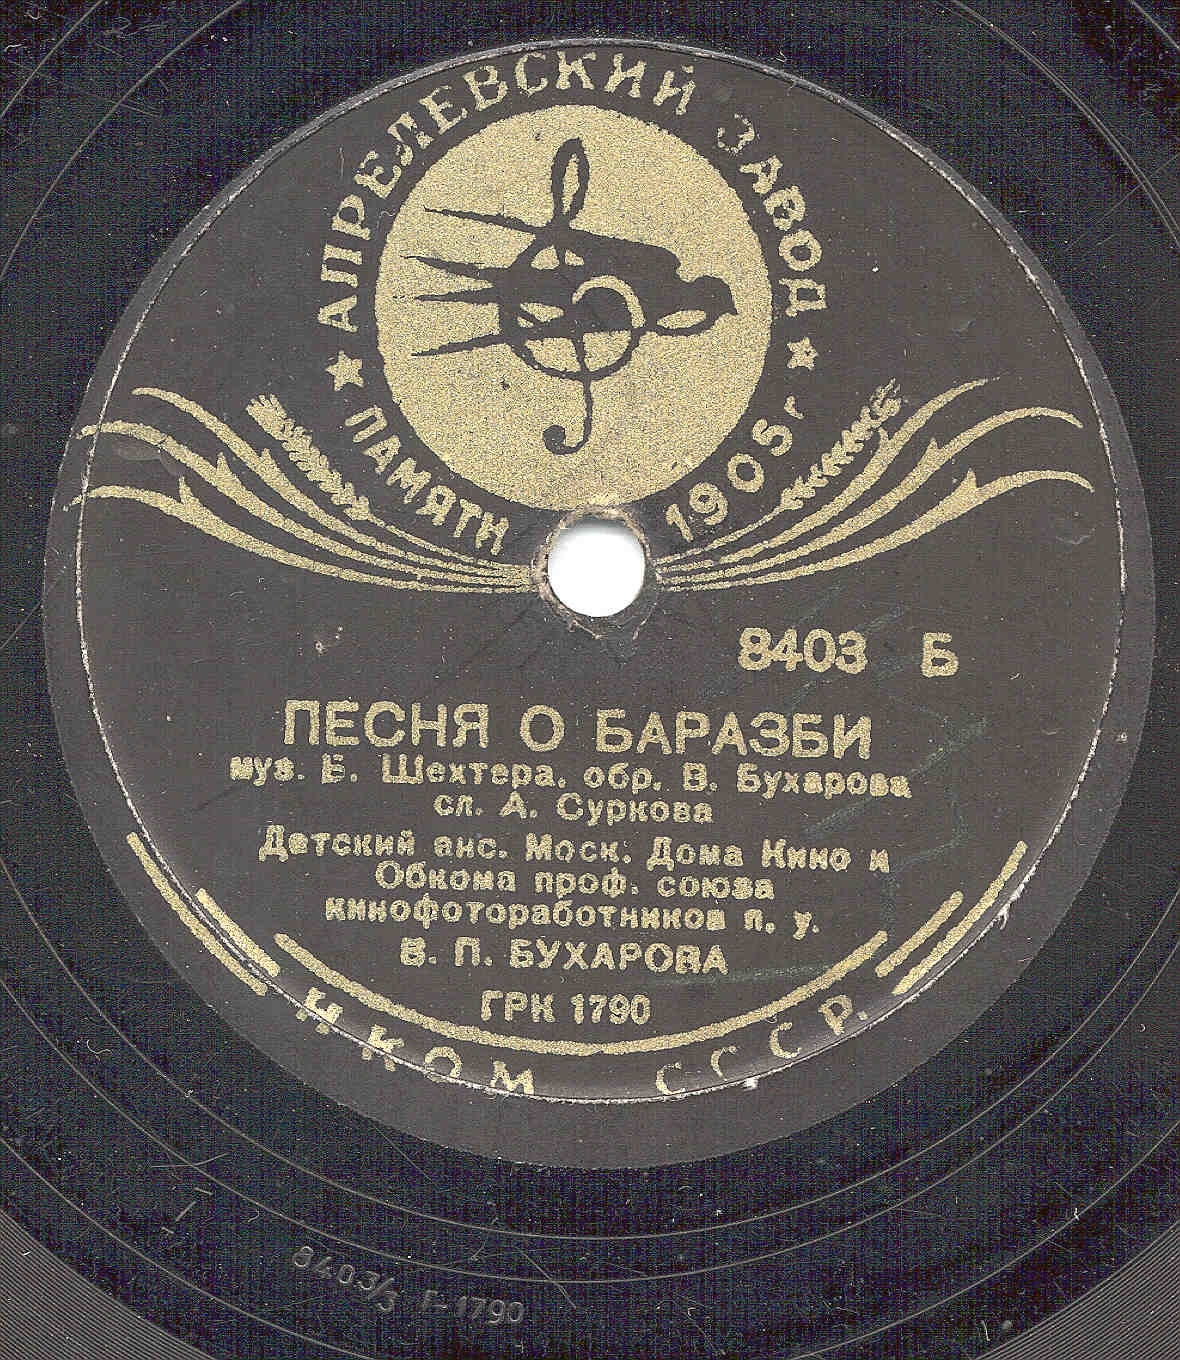 АПРЕЛЕВСКИЙ ЗАВОД
★ ПАМЯТИ 1905 г ★
8403 Б
ПЕСНЯ О БАРАЗБИ
муз. Б. Шехтера, обр. В. Бухарова
сл. А. Суркова
Детский анс. Моск. Дома Кино и
Обкома проф. союза
кинофотоработников п. у.
В. П. БУХАРОВА
ГРК 1790
НКОМ СССР.
8403/3 Г-1790